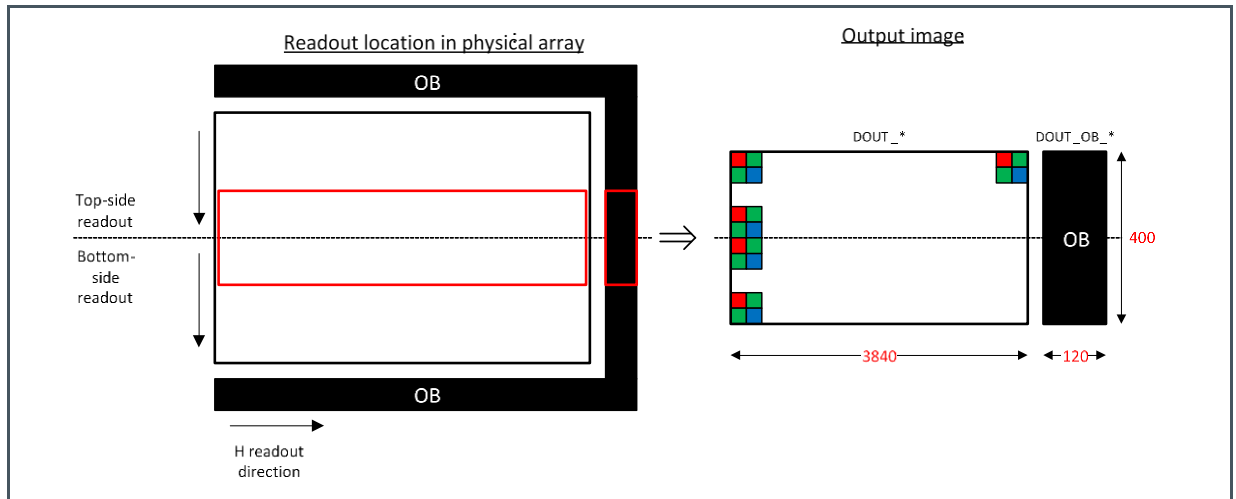 Readout location in physical array
Output image
OB
DOUT_*
DOUT_OB_*
Top-side
readout
Bottom-
side
readout
OB
400
3840
120
OB
H readout
direction